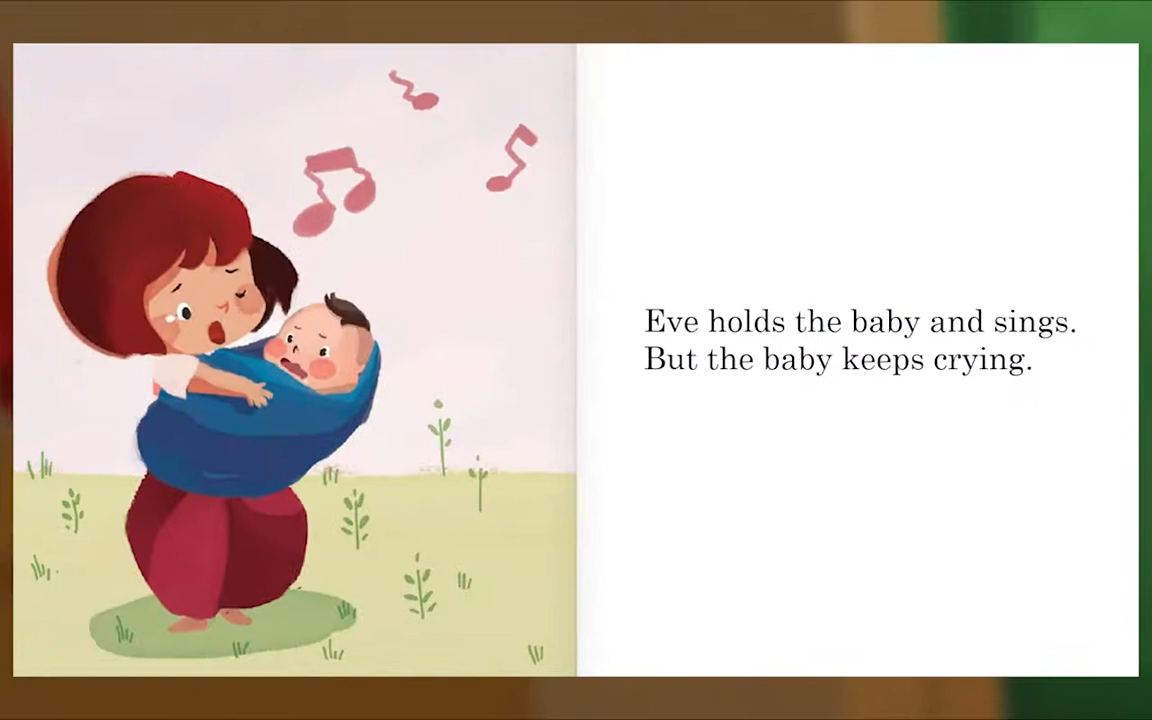 Eve holds the baby and sings.
But the baby keeps crying.